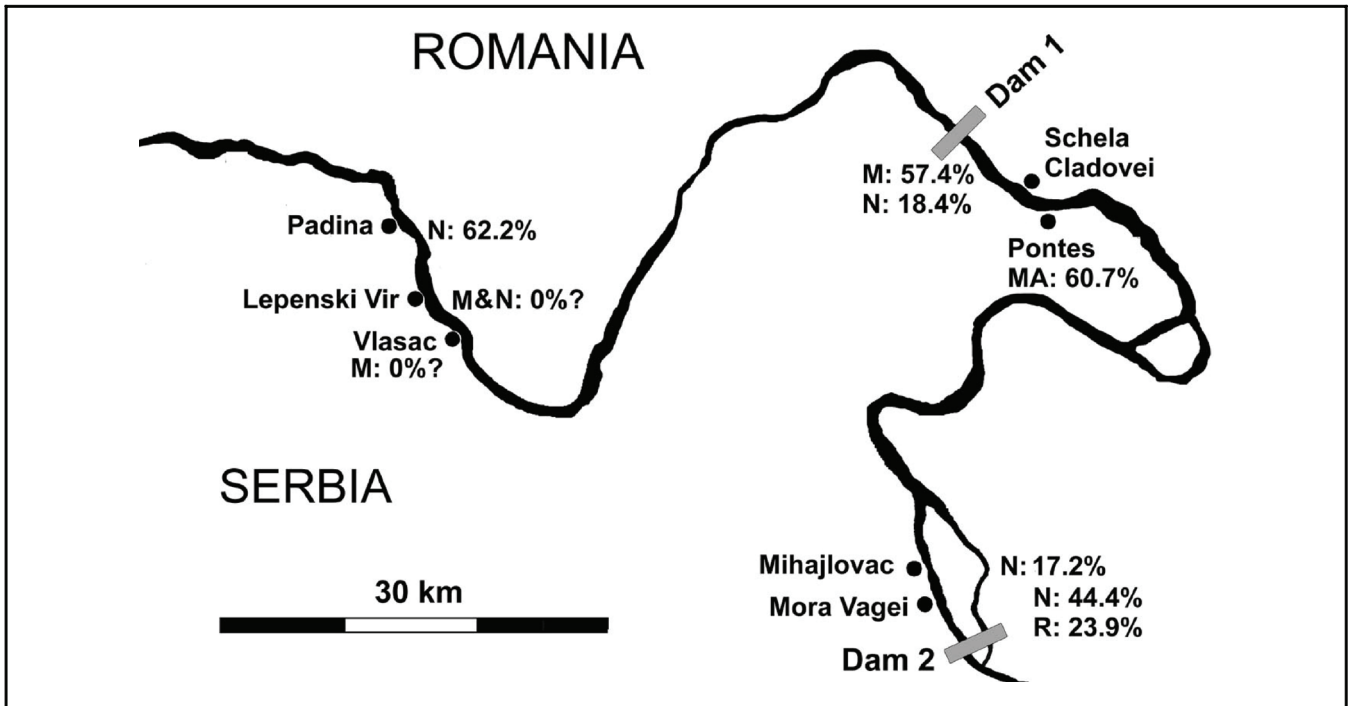 ROMANIA
Dam 1
Schela
Cladovei
M: 57.4%
N: 18.4%
Padina
N: 62.2%
Pontes
MA: 60.7%
Lepenski Vir
M&N: 0%?
Vlasac
M: 0%?
SERBIA
30 km
Mihajlovac
N: 17.2%
Mora Vagei
N: 44.4%
R: 23.9%
Dam 2